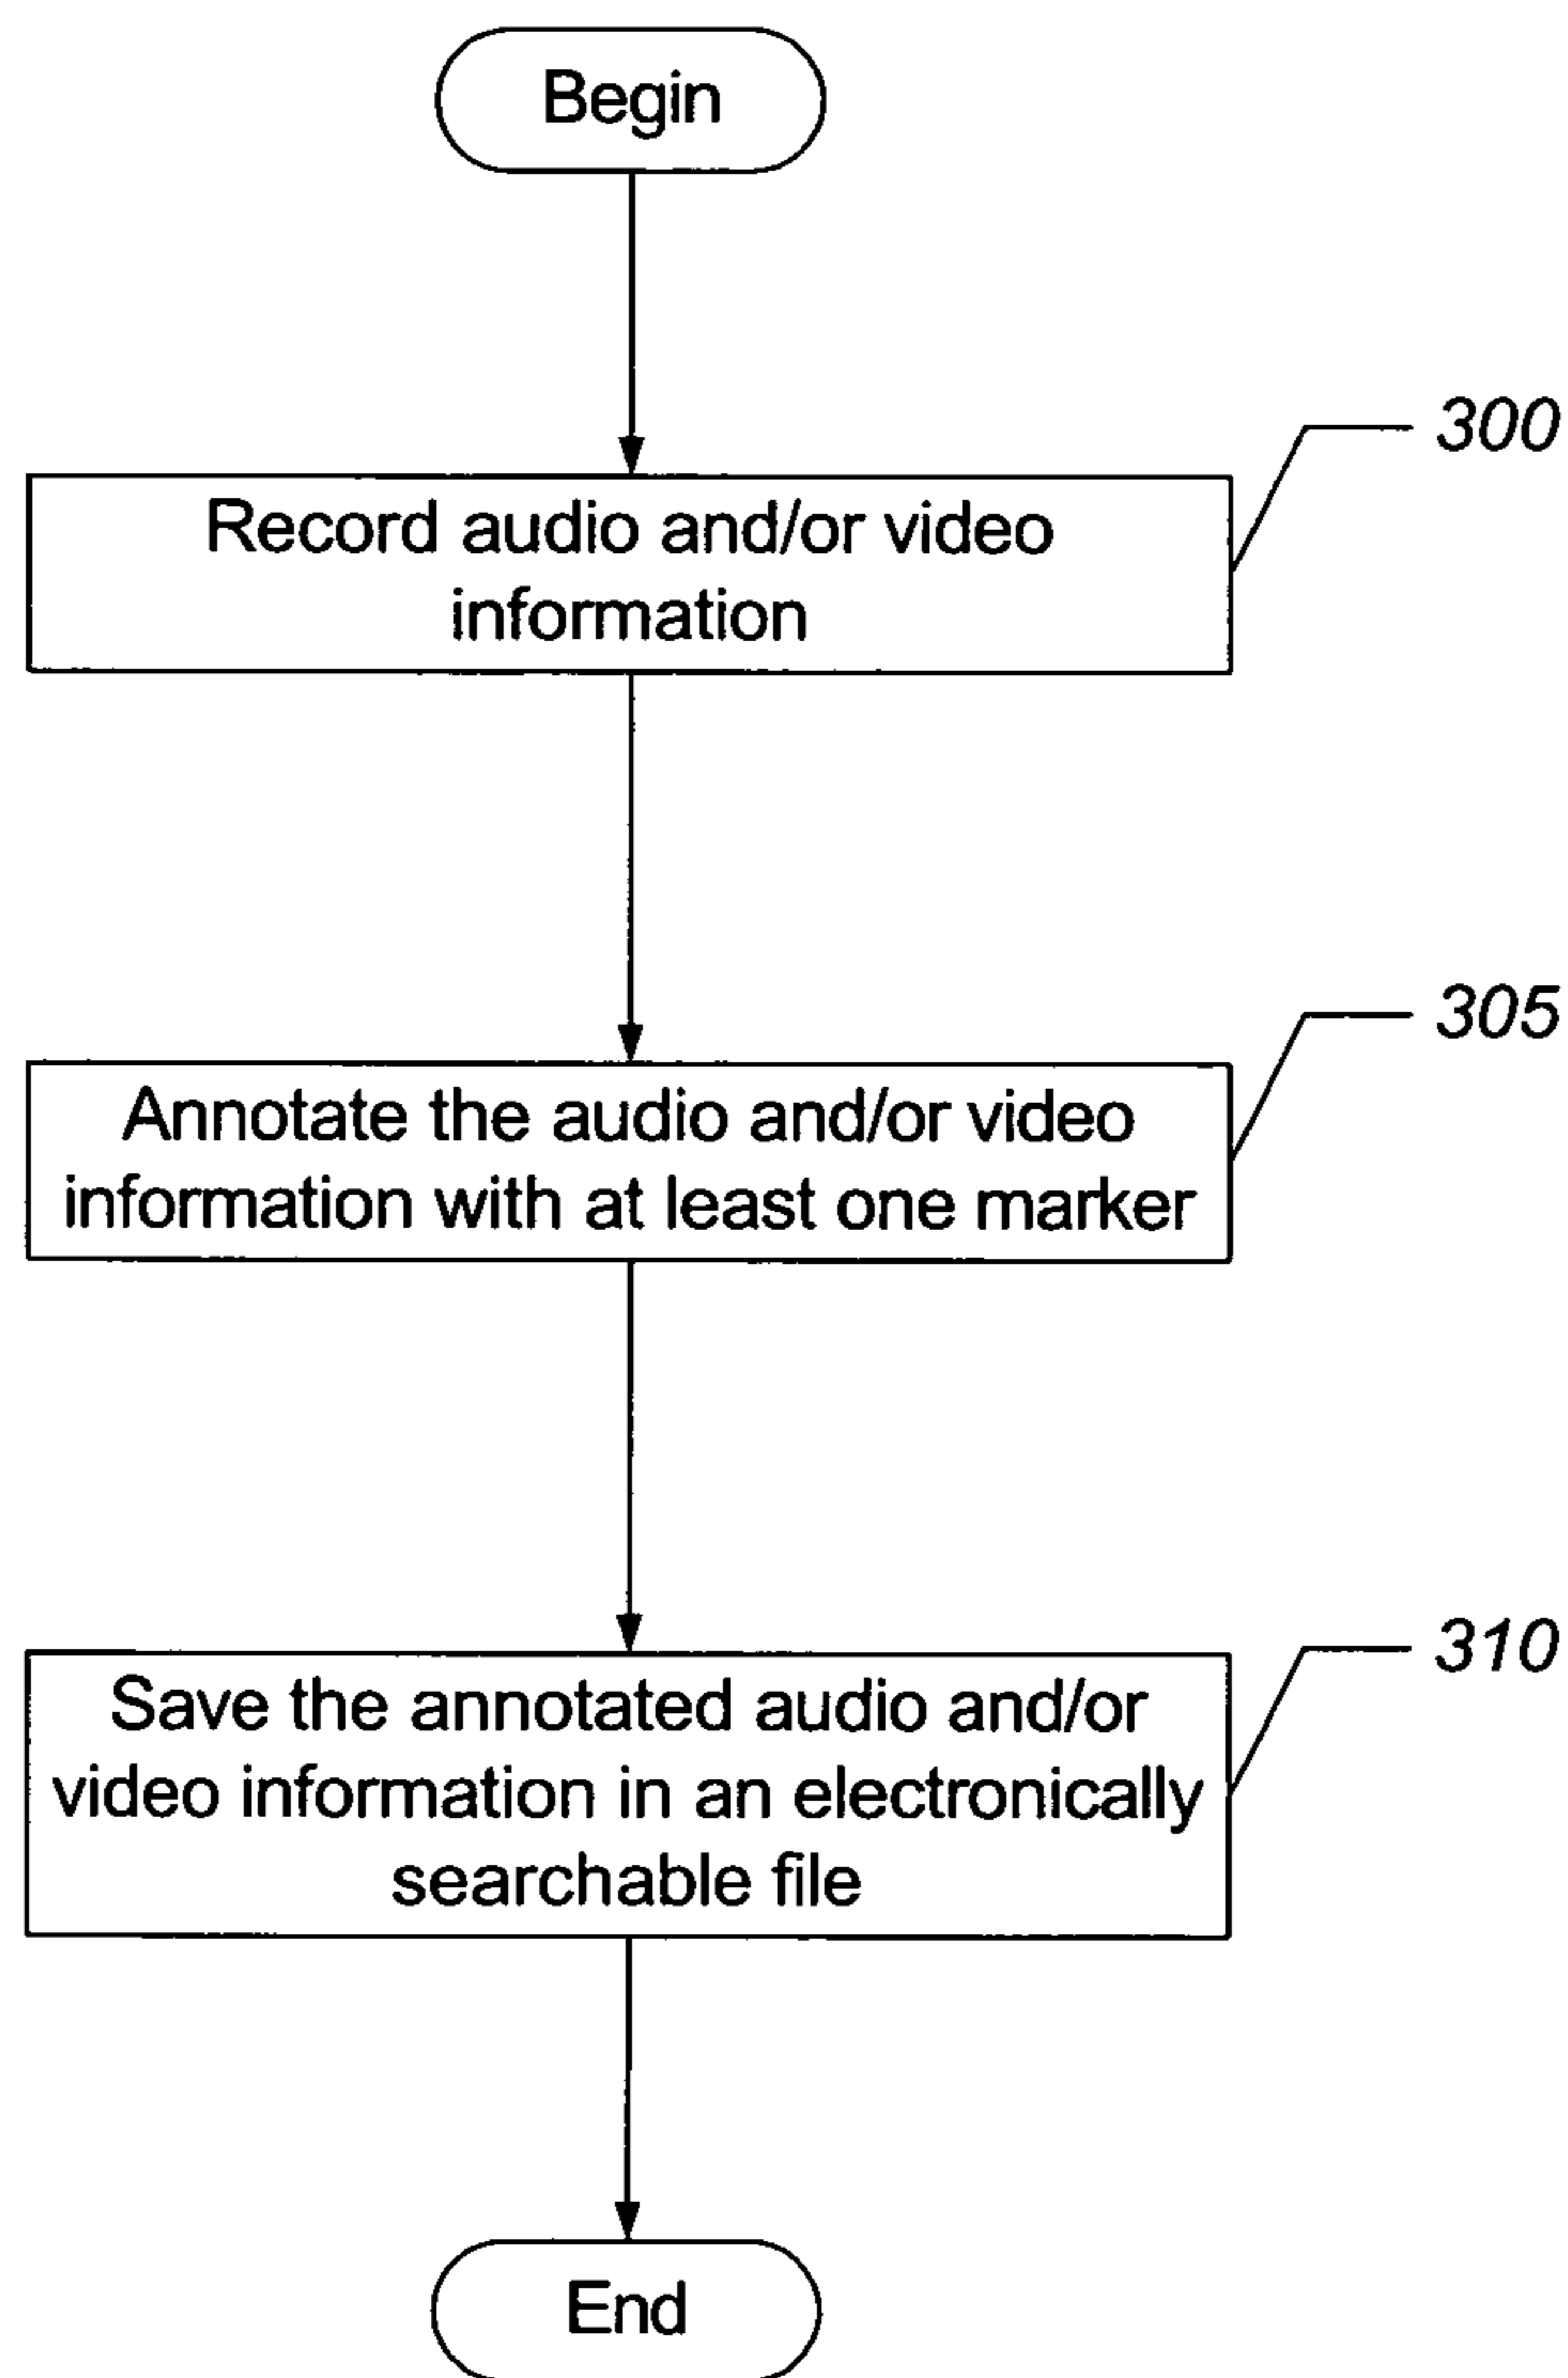 Begin
300
Record audio and/or video
information
305
Annotate the audio and/or video
information with at least one marker
310
Save the annotated audio and/or
video information in an electronically
searchable file
End